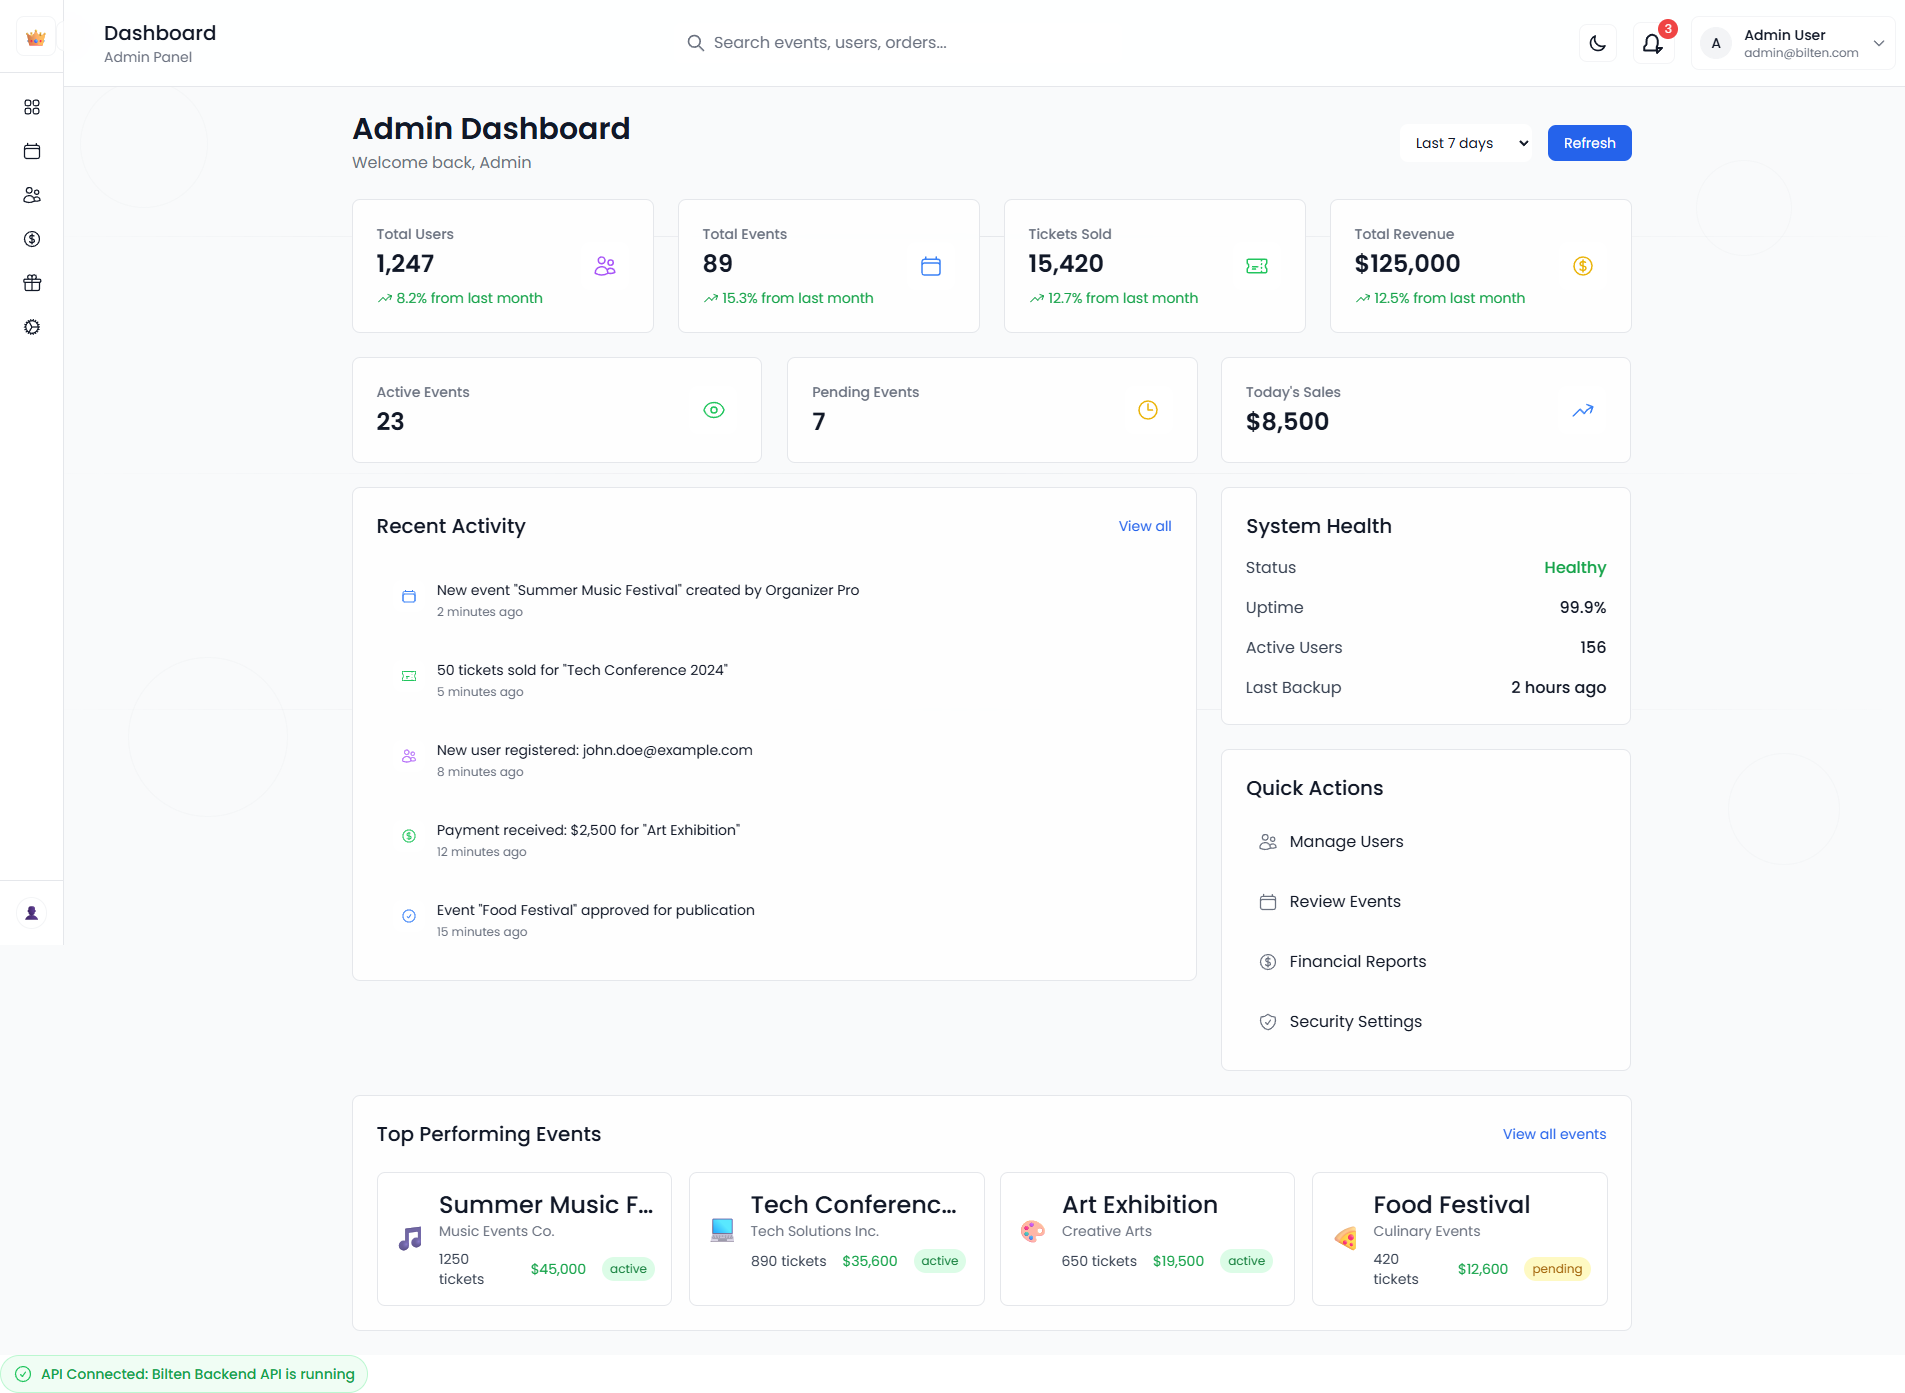 Dashboard
Admin Panel
Search events, users, orders...
3
A
Admin User
admin@bilten.com
Admin Dashboard
Welcome back, Admin
Last 7 days
Refresh
Total Users
1,247
8.2% from last month
Total Events
89
15.3% from last month
Tickets Sold
15,420
12.7% from last month
Total Revenue
$125,000
12.5% from last month
Active Events
23
Pending Events
7
Today's Sales
$8,500
Recent Activity
View all
New event "Summer Music Festival" created by Organizer Pro
2 minutes ago
50 tickets sold for "Tech Conference 2024"
5 minutes ago
New user registered: john.doe@example.com
8 minutes ago
Payment received: $2,500 for "Art Exhibition"
12 minutes ago
Event "Food Festival" approved for publication
15 minutes ago
System Health
Status Healthy
Uptime 99.9%
Active Users 156
Last Backup 2 hours ago
Quick Actions
Manage Users
Review Events
Financial Reports
Security Settings
Top Performing Events
View all events
Summer Music F...
Music Events Co.
1250
tickets
$45,000
active
Tech Conferenc...
Tech Solutions Inc.
890 tickets $35,600 active
Art Exhibition
Creative Arts
650 tickets $19,500 active
Food Festival
Culinary Events
420
tickets
$12,600
pending
API Connected: Bilten Backend API is running